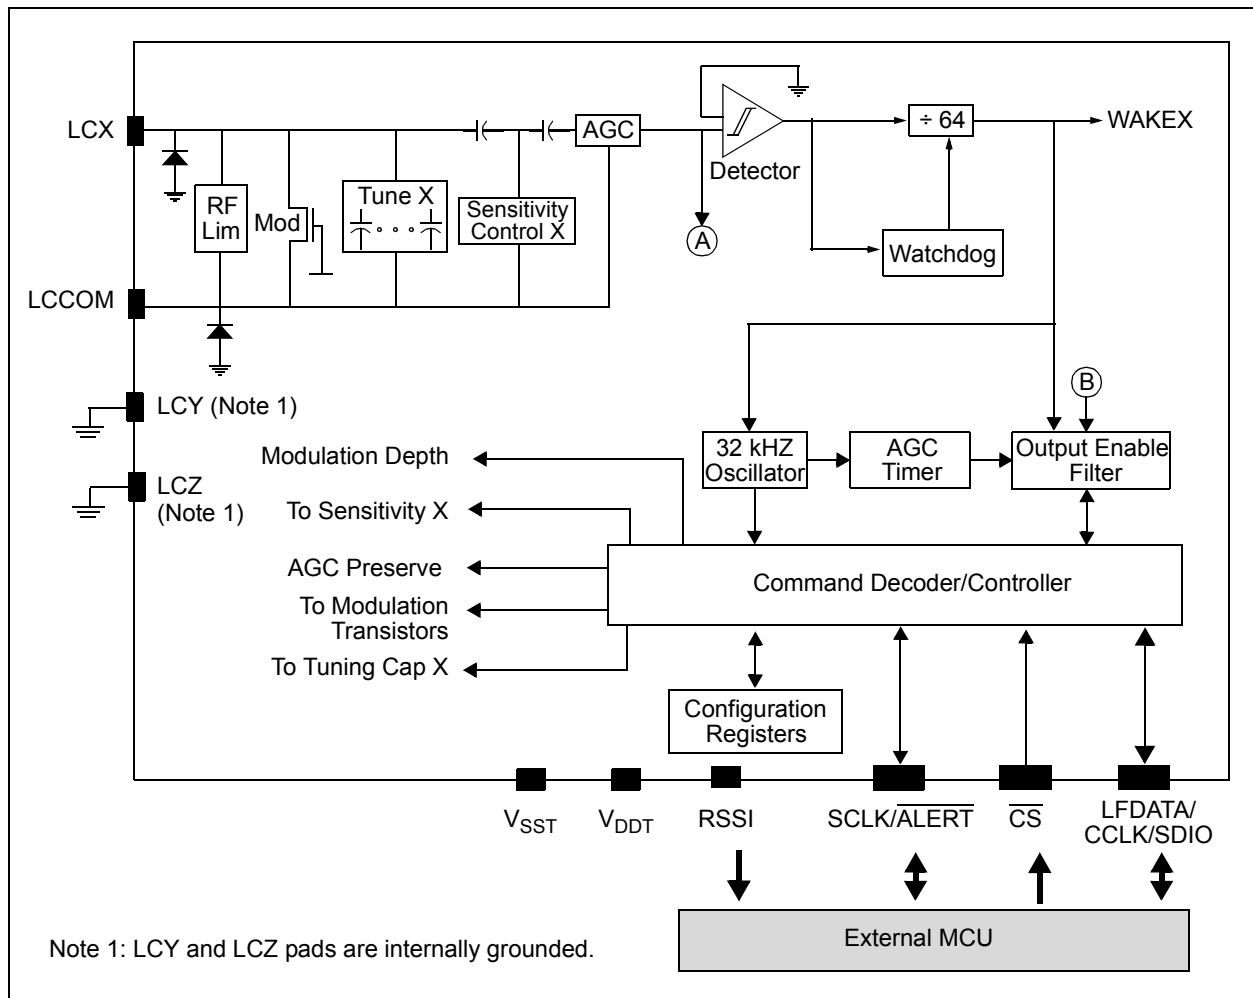 LCX
AGC
Detector
÷ 64
WAKEX
RF
Lim
Mod
Tune X
Sensitivity
Control X
A
Watchdog
LCCOM
LCY (Note 1)
LCZ
(Note 1)
B
Modulation Depth
To Sensitivity X
AGC Preserve
To Modulation
Transistors
To Tuning Cap X
32 kHZ
Oscillator
AGC
Timer
Output Enable
Filter
Command Decoder/Controller
Configuration
Registers
VSST
VDDT
RSSI
SCLK/ALERT
CS
LFDATA/
CCLK/SDIO
External MCU
Note 1: LCY and LCZ pads are internally grounded.